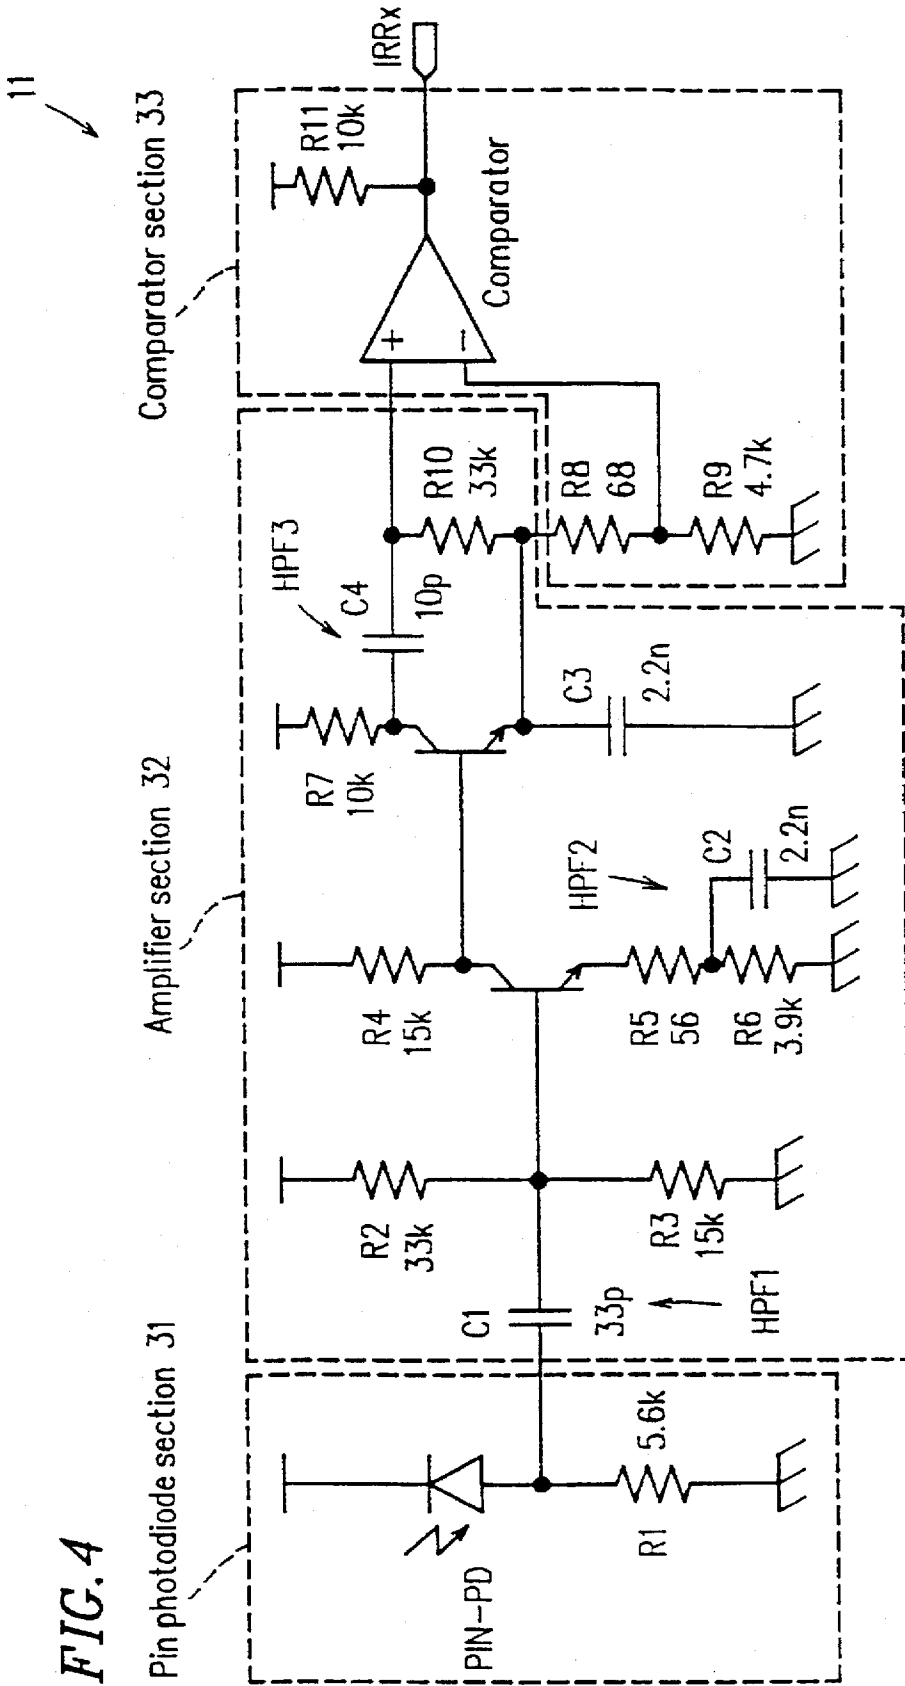 FIG. 4
11
Pin photodiode section 31
Amplifier section 32
Comparator section 33
PIN-PD
R1
5.6k
C1
33p
HPF1
R2
33k
R3
15k
R4
15k
R5
56
R6
3.9k
HPF2
C2
2.2n
R7
10k
C3
2.2n
HPF3
C4
10p
R10
33k
R8
68
R9
4.7k
+
−
Comparator
R11
10k
IRRx